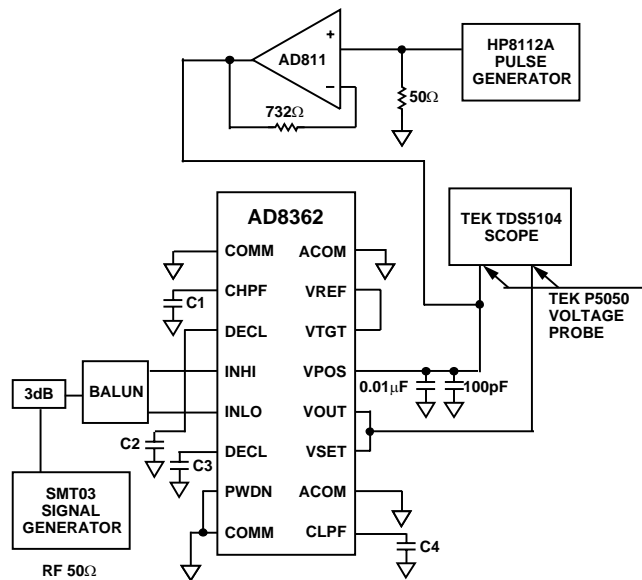 AD811
+
−
HP8112A
PULSE
GENERATOR
50Ω
732Ω
AD8362
TEK TDS5104
SCOPE
TEK P5050
VOLTAGE
PROBE
COMM
ACOM
CHPF
VREF
C1
DECL
VTGT
INHI
VPOS
0.01μF
100pF
3dB
BALUN
INLO
VOUT
C2
DECL
VSET
C3
SMT03
SIGNAL
GENERATOR
PWDN
ACOM
COMM
CLPF
C4
RF 50Ω